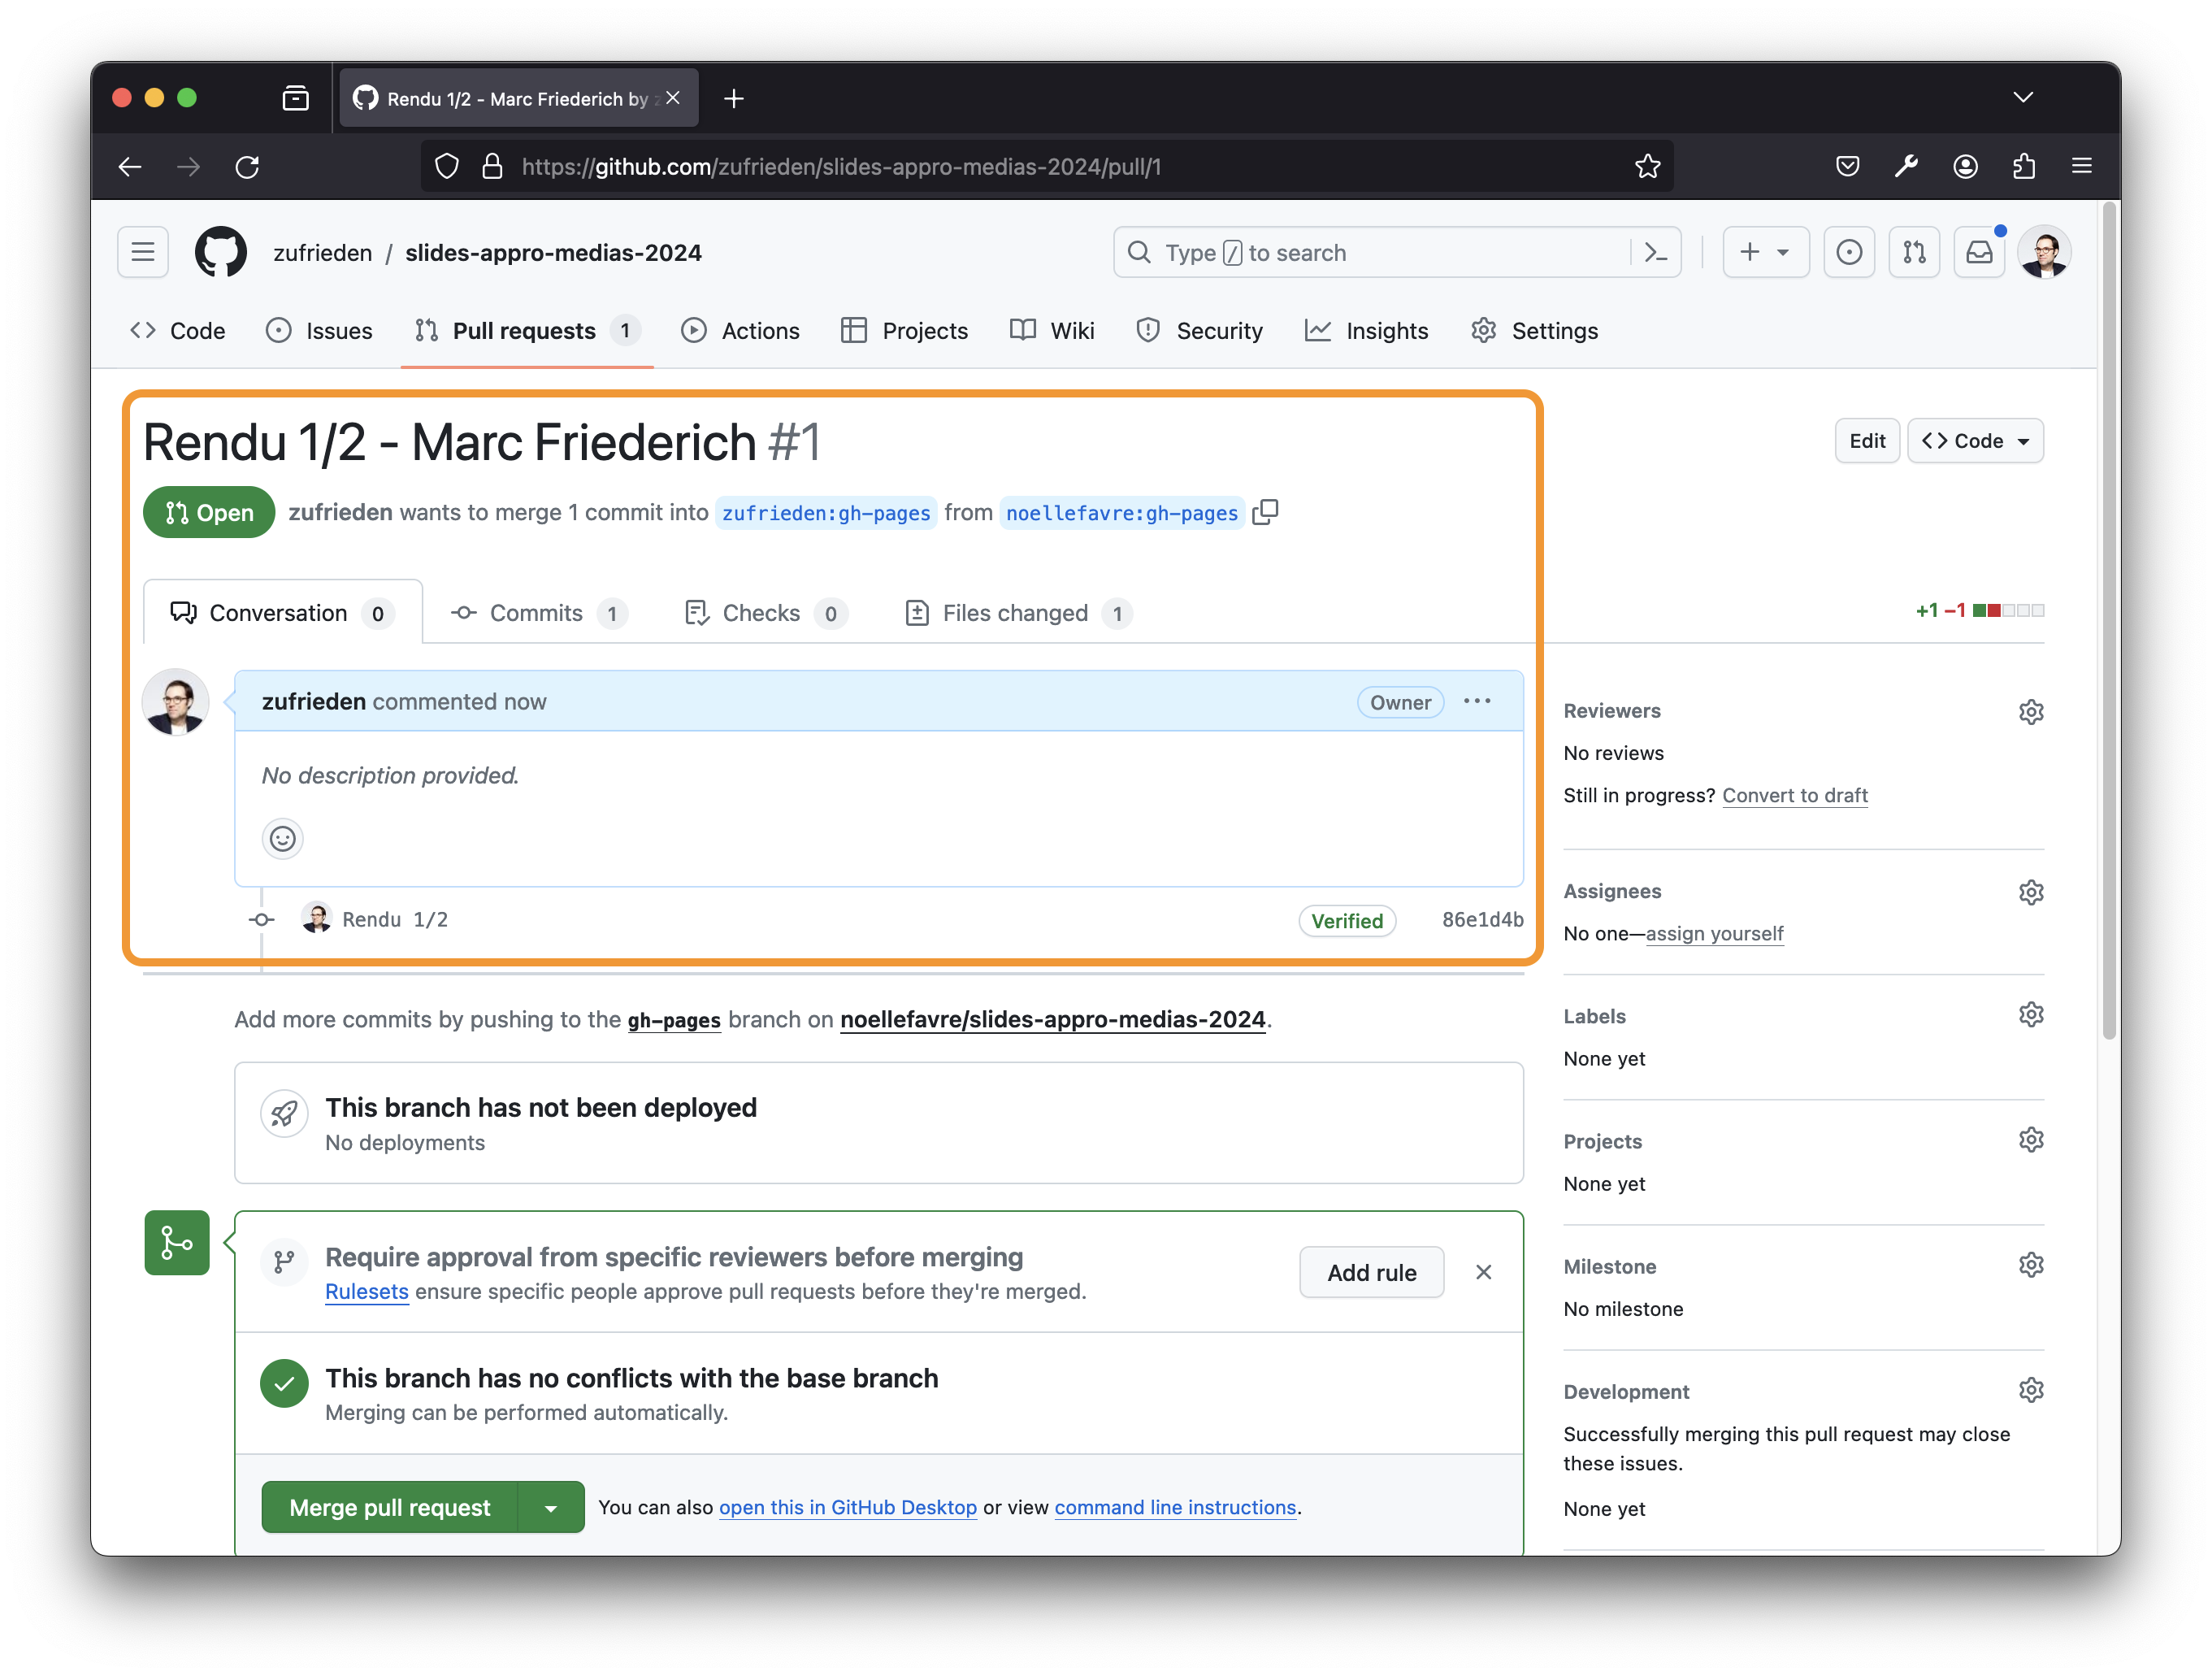 Rendu 1/2 - Marc Friederich by
https://github.com/zufrieden/slides-appro-medias-2024/pull/1
zufrieden / slides-appro-medias-2024
Type / to search
Code
Issues
Pull requests 1
Actions
Projects
Wiki
Security
Insights
Settings
Rendu 1/2 - Marc Friederich #1
Edit
Code
Open
zufrieden wants to merge 1 commit into zufrieden:gh-pages from noellefavre:gh-pages
Conversation 0
Commits 1
Checks 0
Files changed 1
+1 −1
zufrieden commented now
Owner
No description provided.
Rendu 1/2
Verified
86e1d4b
Reviewers
No reviews
Still in progress? Convert to draft
Assignees
No one—assign yourself
Labels
None yet
Projects
None yet
Milestone
No milestone
Development
Successfully merging this pull request may close
these issues.
None yet
Add more commits by pushing to the gh-pages branch on noellefavre/slides-appro-medias-2024.
This branch has not been deployed
No deployments
Require approval from specific reviewers before merging
Rulesets ensure specific people approve pull requests before they're merged.
Add rule
This branch has no conflicts with the base branch
Merging can be performed automatically.
Merge pull request
You can also open this in GitHub Desktop or view command line instructions.